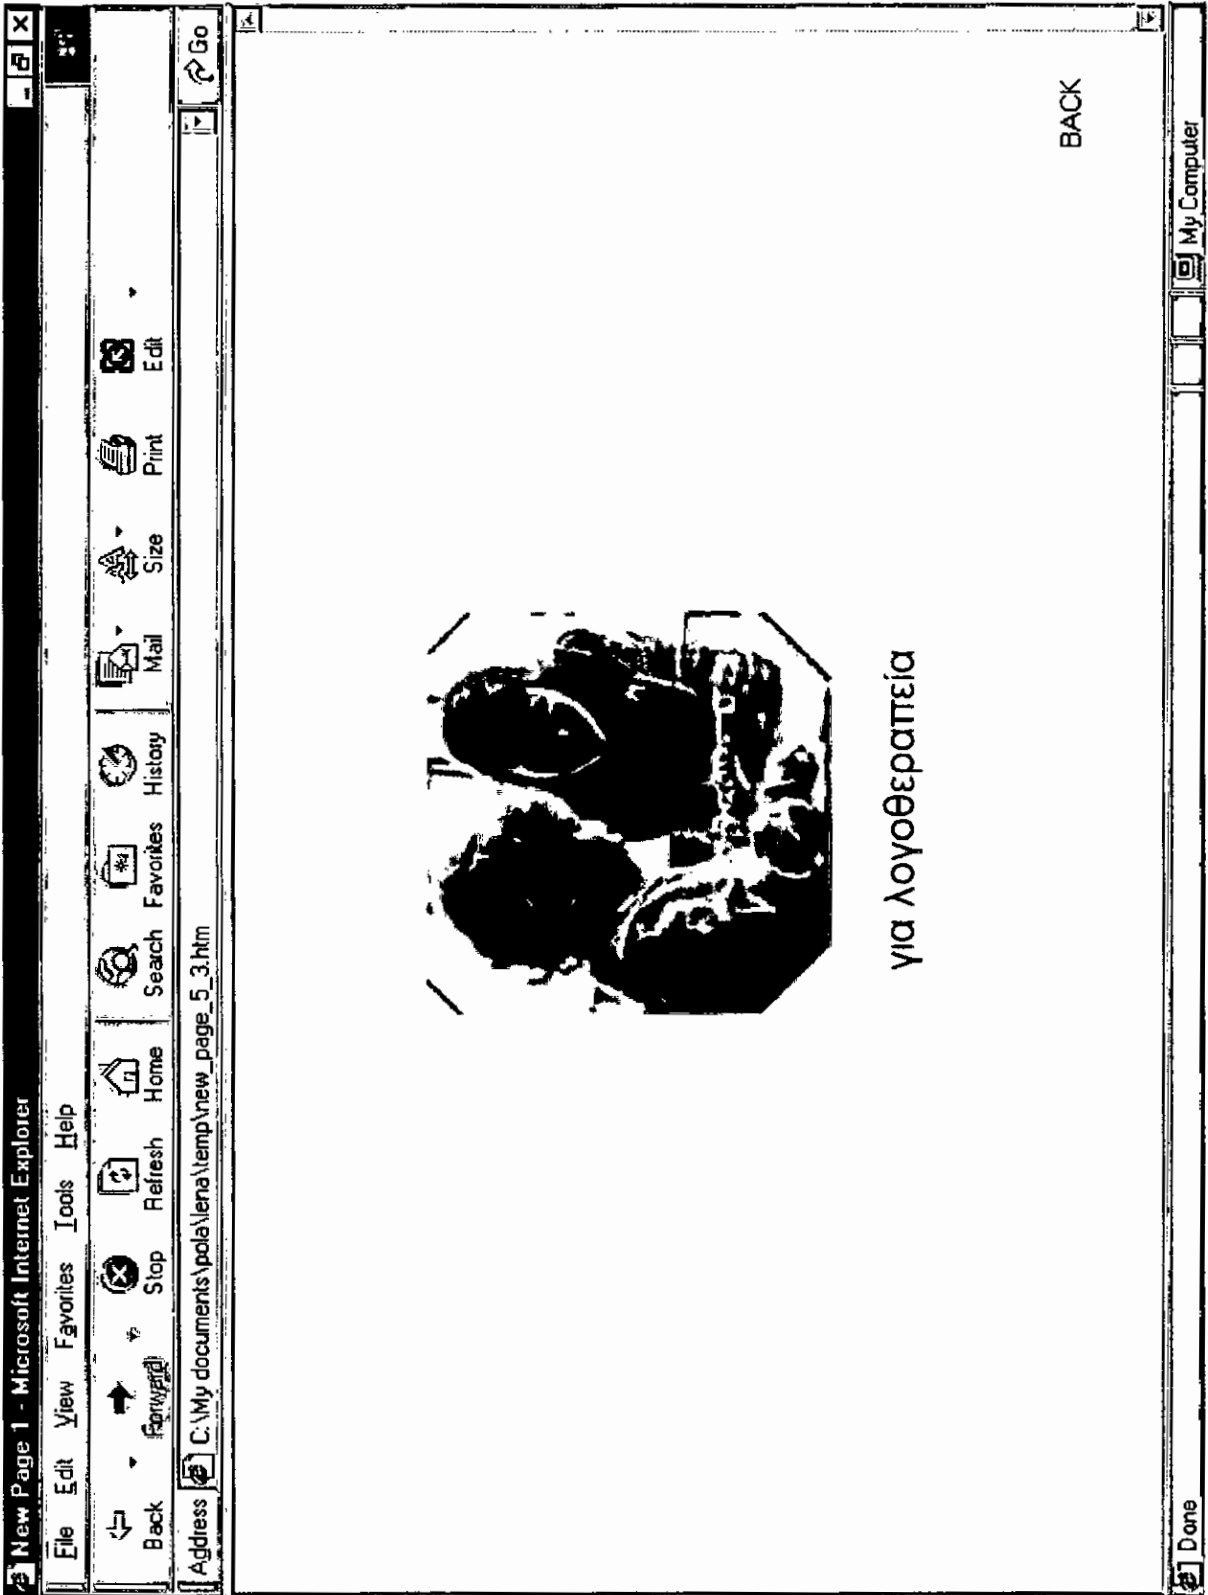 New Page 1 - Microsoft Internet Explorer
File Edit View Favorites Tools Help
Back Forward Stop Refresh Home Search Favorites History Mail Size Print Edit
Address C:\My documents\pola\lena\temp\new_page_5_3.htm Go
για λογοθεραπεία
BACK
Done My Computer